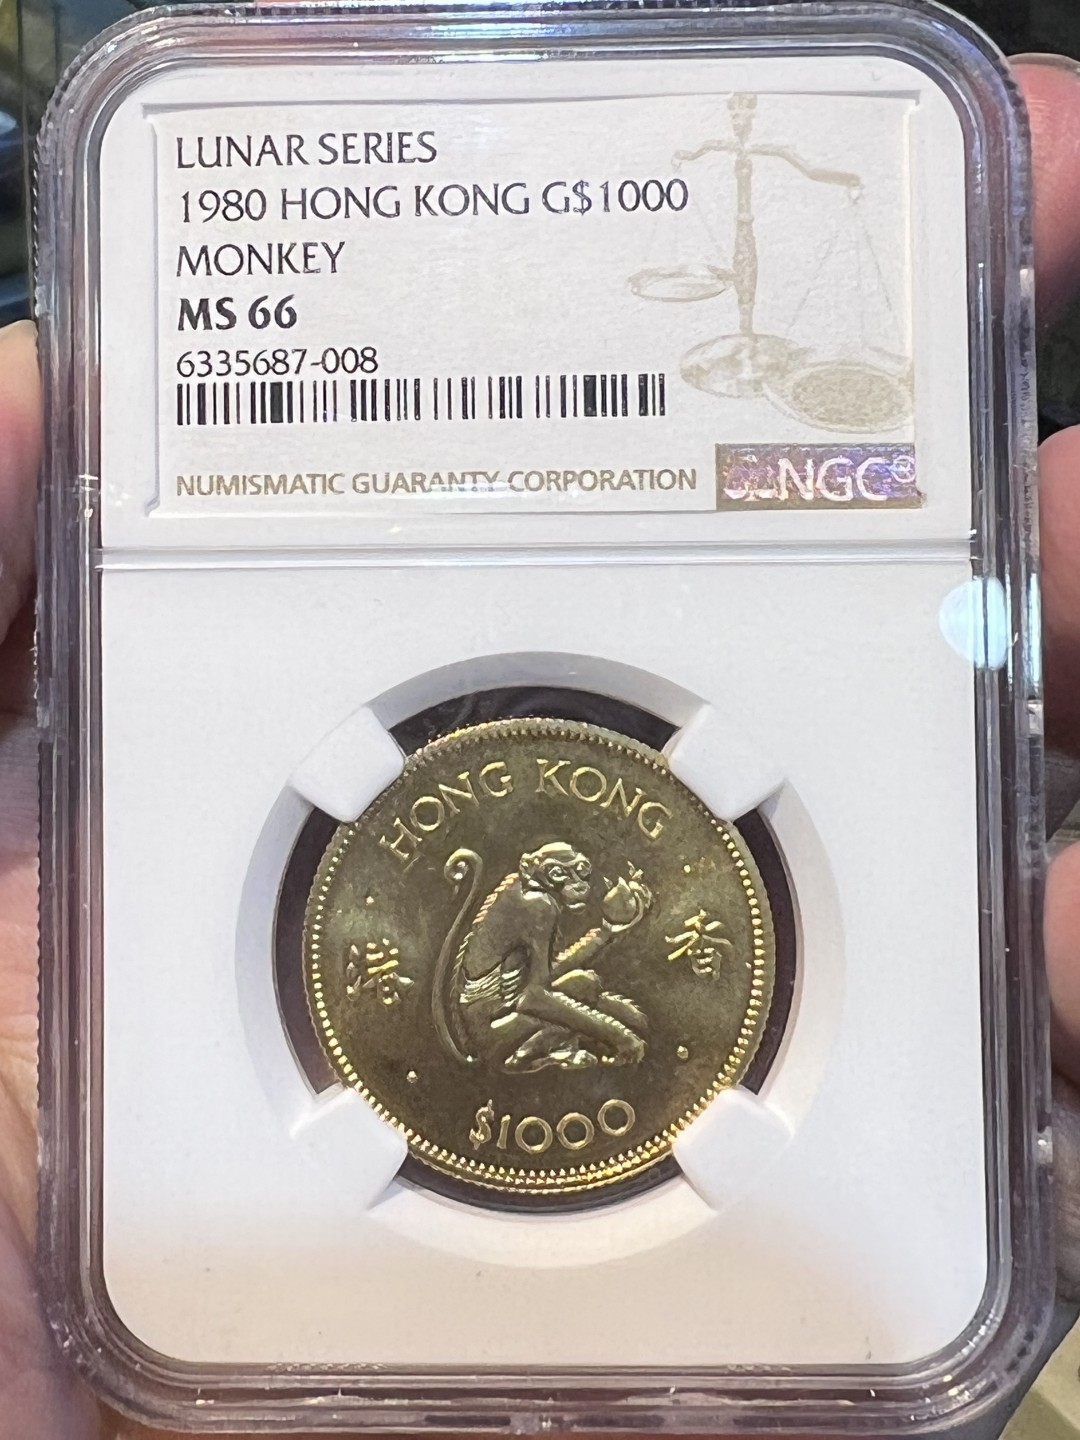 LUNAR SERIES
1980 HONG KONG G$1000
MONKEY
MS 66
6335687-008
NUMISMATIC GUARANTY CORPORATION
NGC®
HONG KONG
港 香
$1000